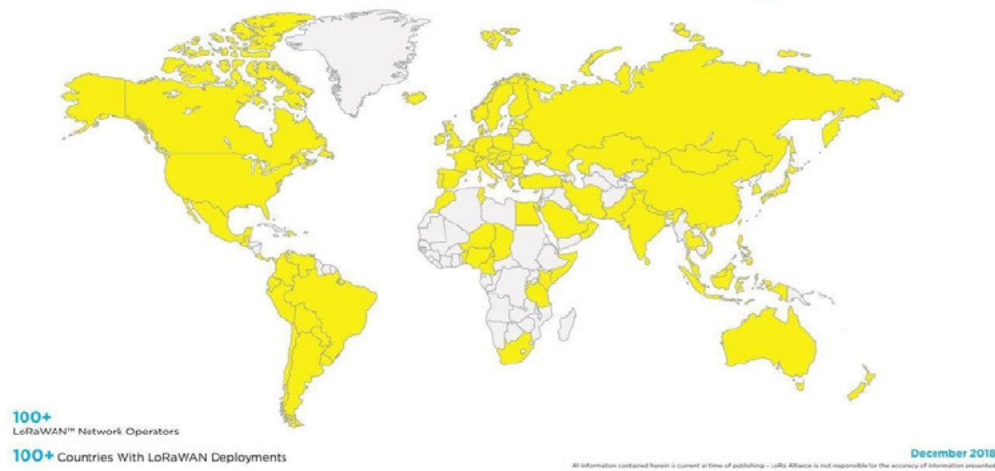 100+
LoRaWAN™ Network Operators
100+ Countries With LoRaWAN Deployments
December 2018
All information contained herein is current at time of publishing – LoRa Alliance is not responsible for the accuracy of information presented